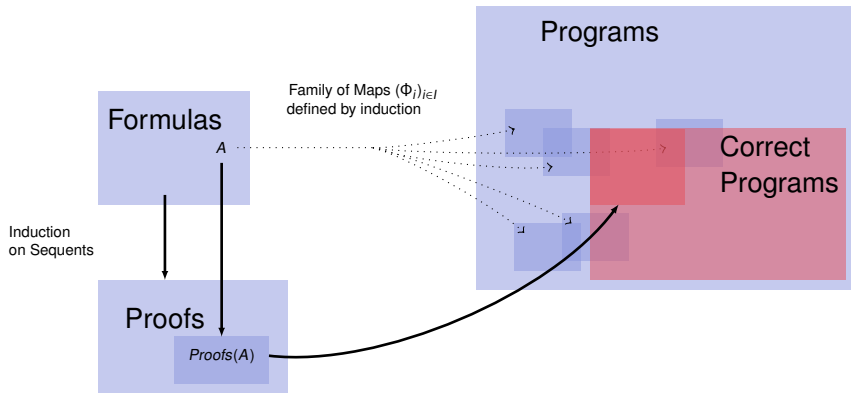 Programs
Family of Maps (Φᵢ)ᵢ∈I
defined by induction
Formulas
A
Correct
Programs
Induction
on Sequents
Proofs
Proofs(A)